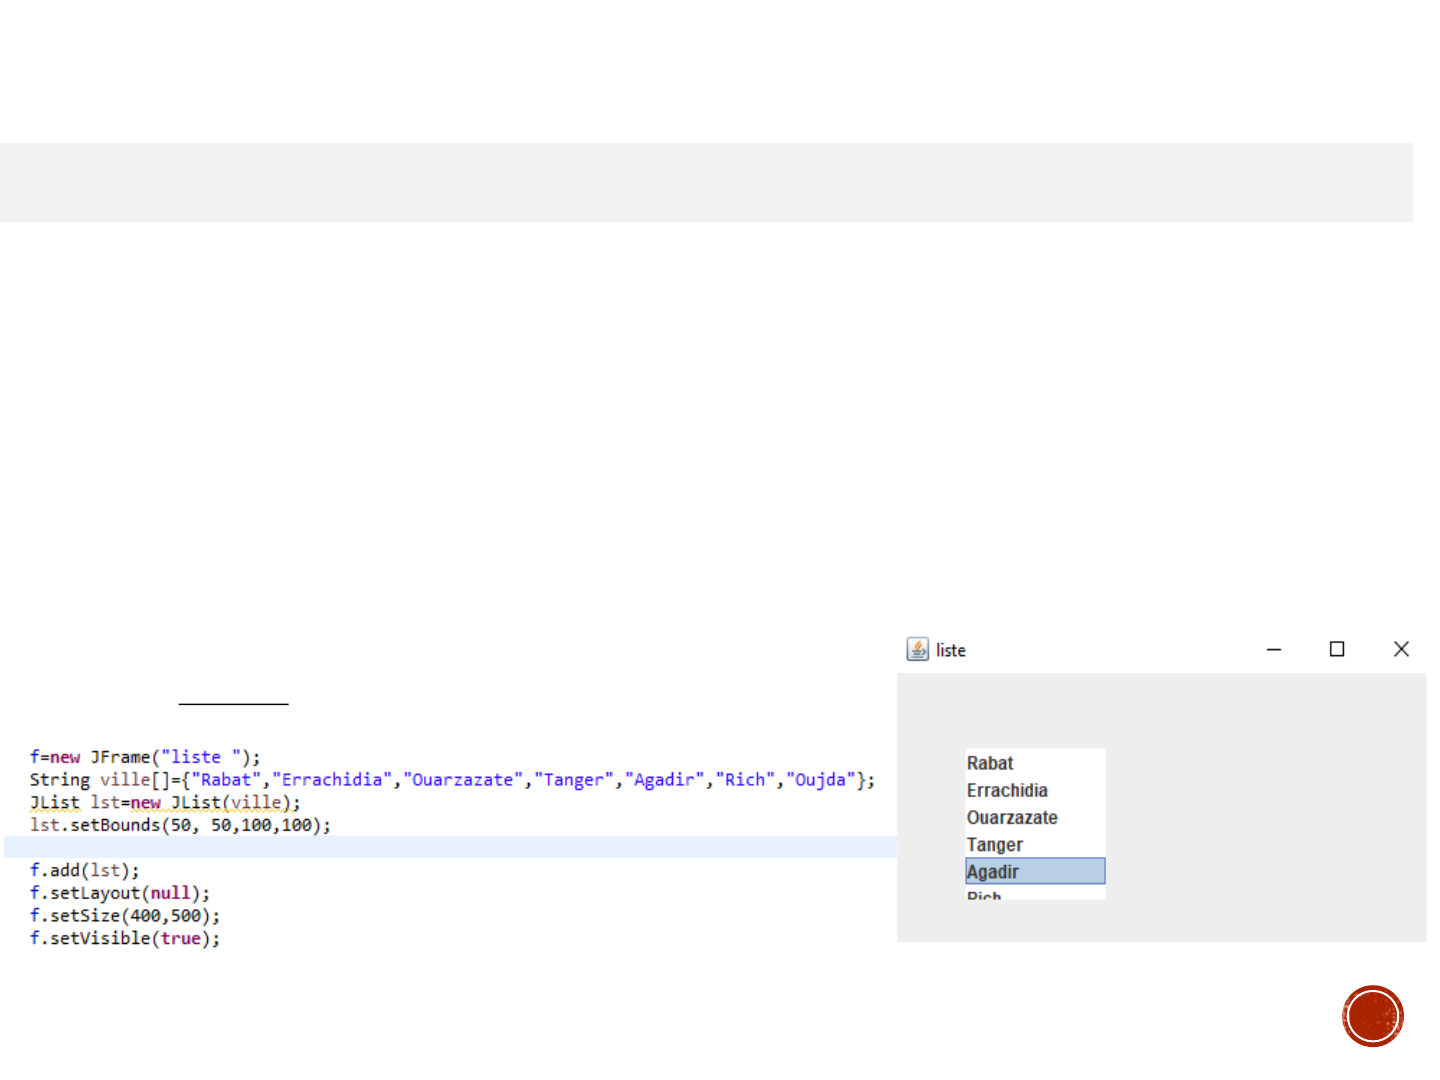 f=new JFrame("liste ");
String ville[]={"Rabat","Errachidia","Ouarzazate","Tanger","Agadir","Rich","Oujda"};
JList lst=new JList(ville);
lst.setBounds(50, 50,100,100);
f.add(lst);
f.setLayout(null);
f.setSize(400,500);
f.setVisible(true);
liste
Rabat
Errachidia
Ouarzazate
Tanger
Agadir
Rich